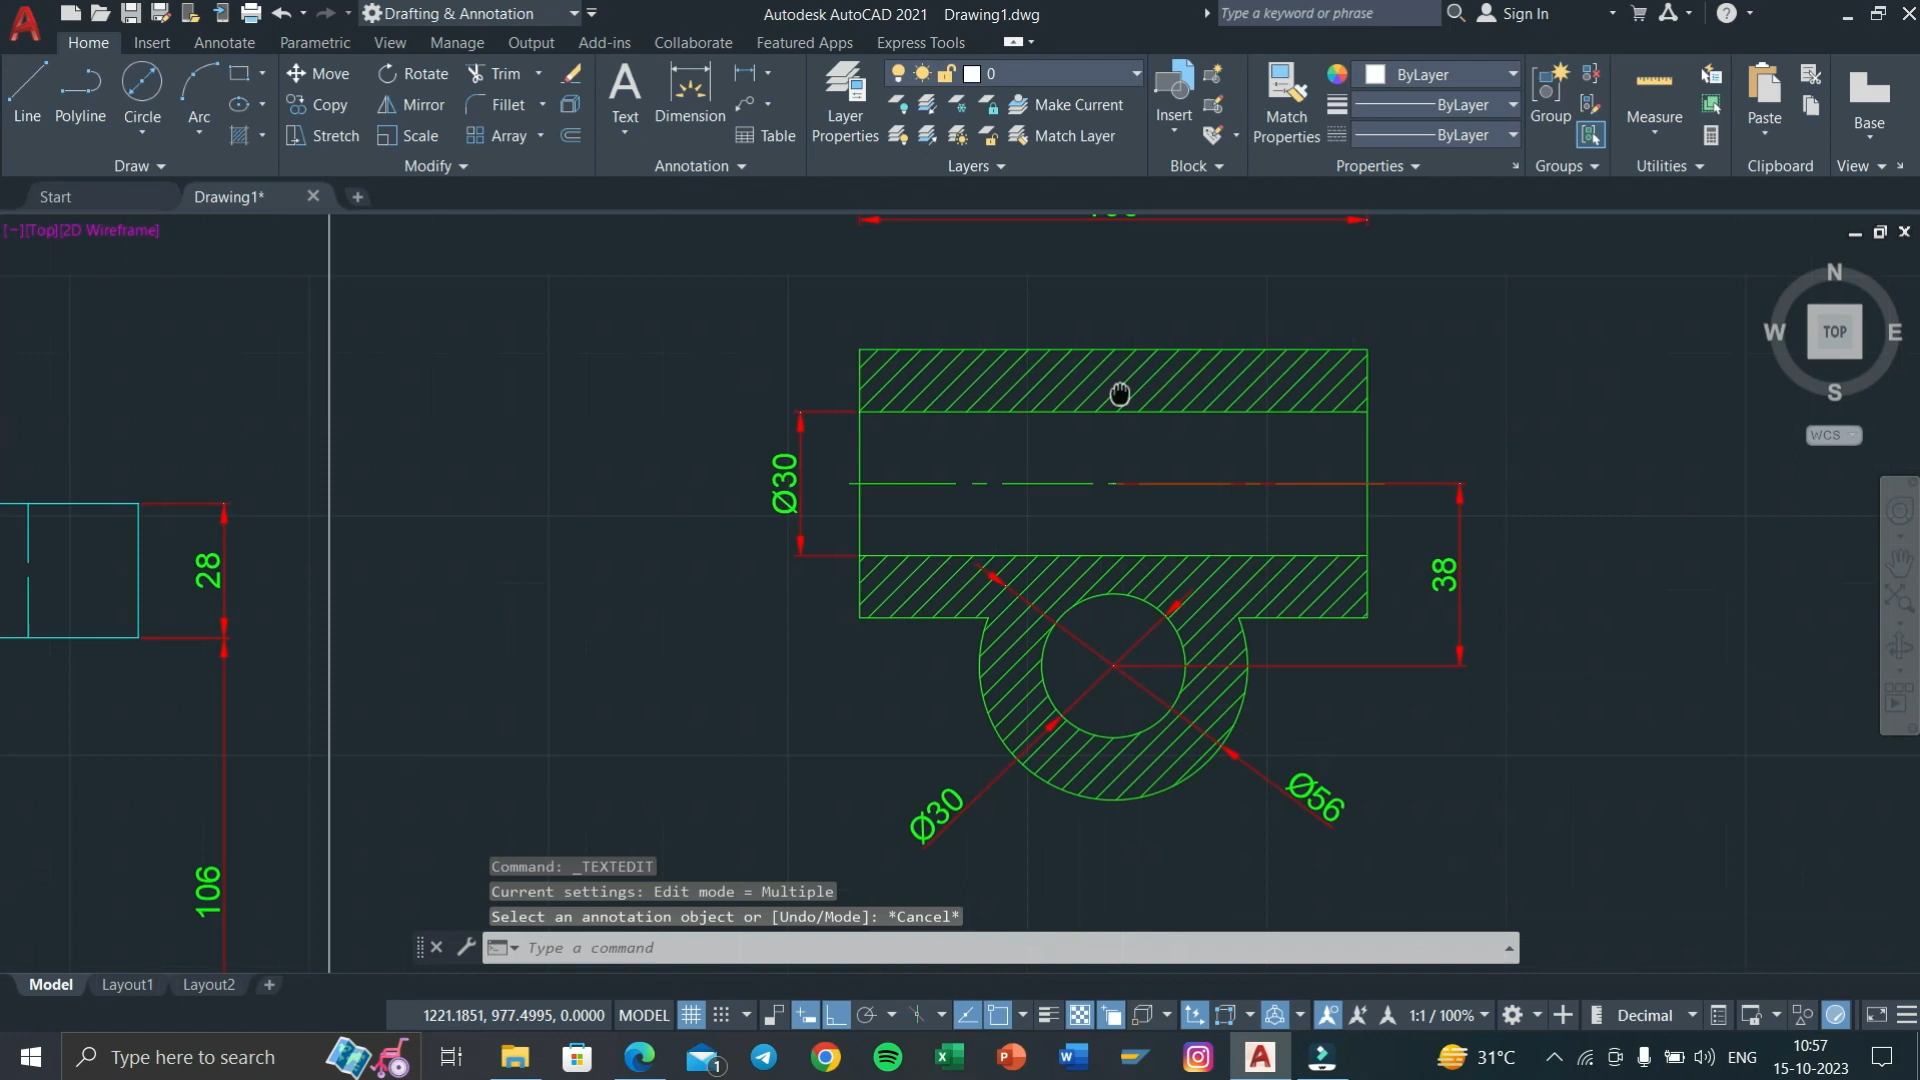 Drafting & Annotation
Autodesk AutoCAD 2021 Drawing1.dwg
Type a keyword or phrase
Sign In
Home Insert Annotate Parametric View Manage Output Add-ins Collaborate Featured Apps Express Tools
Line
Polyline
Circle
Arc
Move
Rotate
Trim
Copy
Mirror
Fillet
Stretch
Scale
Array
Text
Dimension
Table
Layer
Properties
0
Make Current
Match Layer
Insert
Match
Properties
ByLayer
ByLayer
ByLayer
Group
Measure
Paste
Base
Draw
Modify
Annotation
Layers
Block
Properties
Groups
Utilities
Clipboard
View
Start
Drawing1*
[−][Top][2D Wireframe]
N
W
TOP
E
S
WCS
Ø30
38
28
106
Ø30
Ø56
Command: _TEXTEDIT
Current settings: Edit mode = Multiple
Select an annotation object or [Undo/Mode]: *Cancel*
Type a command
Model Layout1 Layout2
1221.1851, 977.4995, 0.0000 MODEL
1:1 / 100%
Decimal
Type here to search
1
31°C
ENG
10:57
15-10-2023